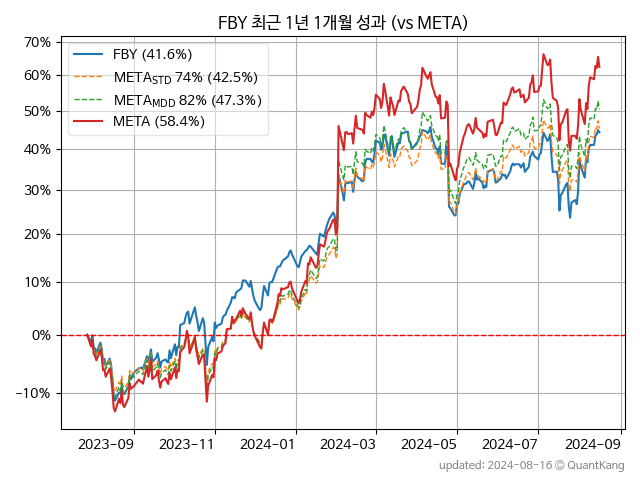 FBY 최근 1년 1개월 성과 (vs META)
70%
60%
50%
40%
30%
20%
10%
0%
−10%
FBY (41.6%)
METASTD 74% (42.5%)
METAMDD 82% (47.3%)
META (58.4%)
2023-09
2023-11
2024-01
2024-03
2024-05
2024-07
2024-09
updated: 2024-08-16 © QuantKang